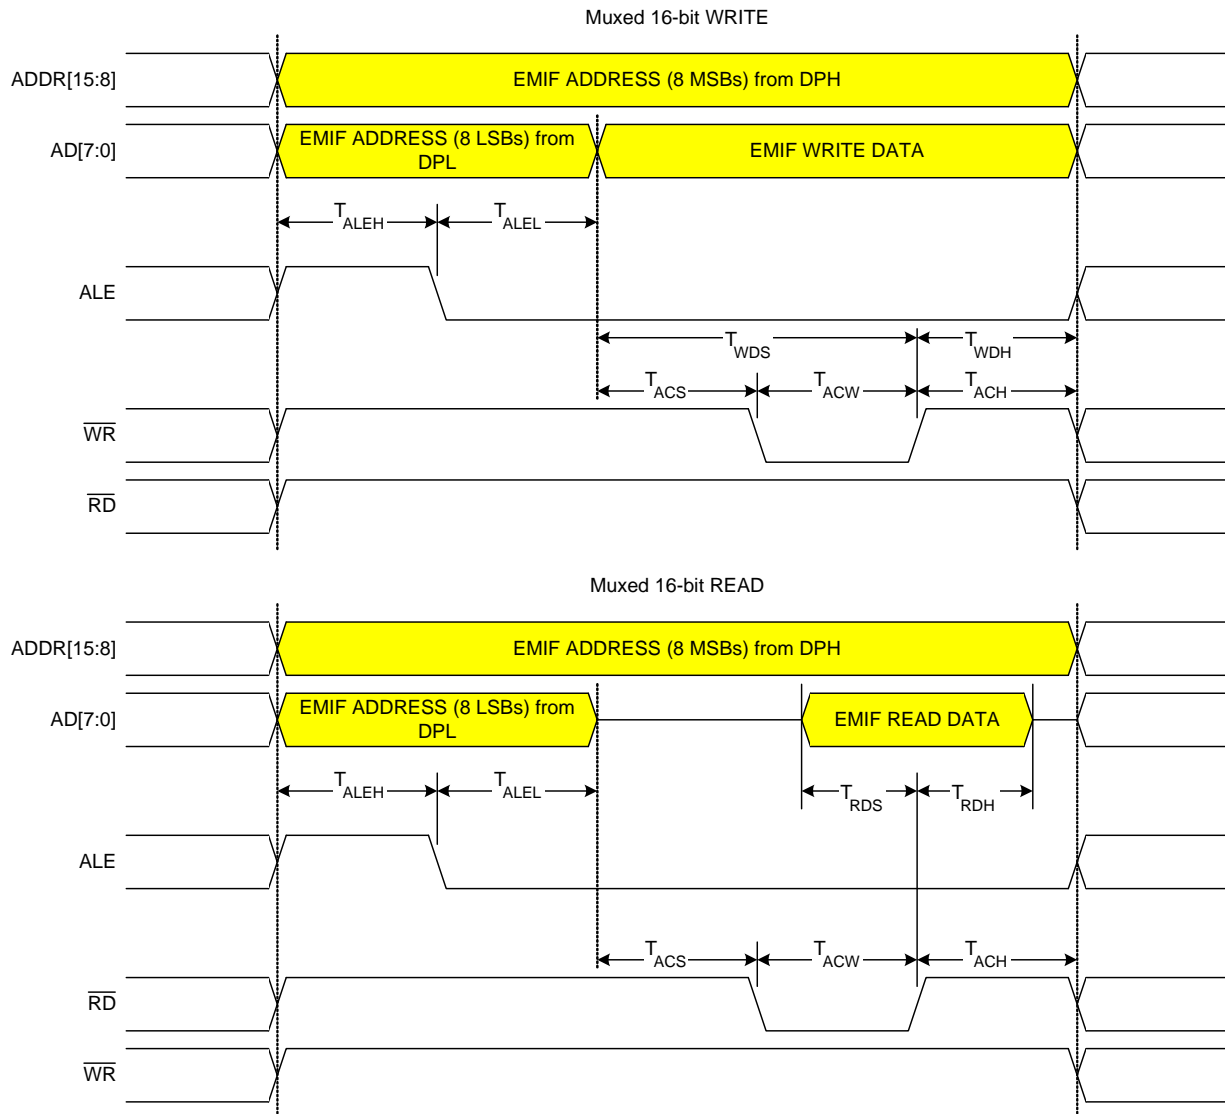 Muxed 16-bit WRITE
ADDR[15:8]
EMIF ADDRESS (8 MSBs) from DPH
AD[7:0]
EMIF ADDRESS (8 LSBs) from
DPL
EMIF WRITE DATA
TALEH
TALEL
ALE
TWDS
TWDH
TACS
TACW
TACH
WR
RD
Muxed 16-bit READ
ADDR[15:8]
EMIF ADDRESS (8 MSBs) from DPH
AD[7:0]
EMIF ADDRESS (8 LSBs) from
DPL
EMIF READ DATA
TALEH
TALEL
TRDS
TRDH
ALE
TACS
TACW
TACH
RD
WR